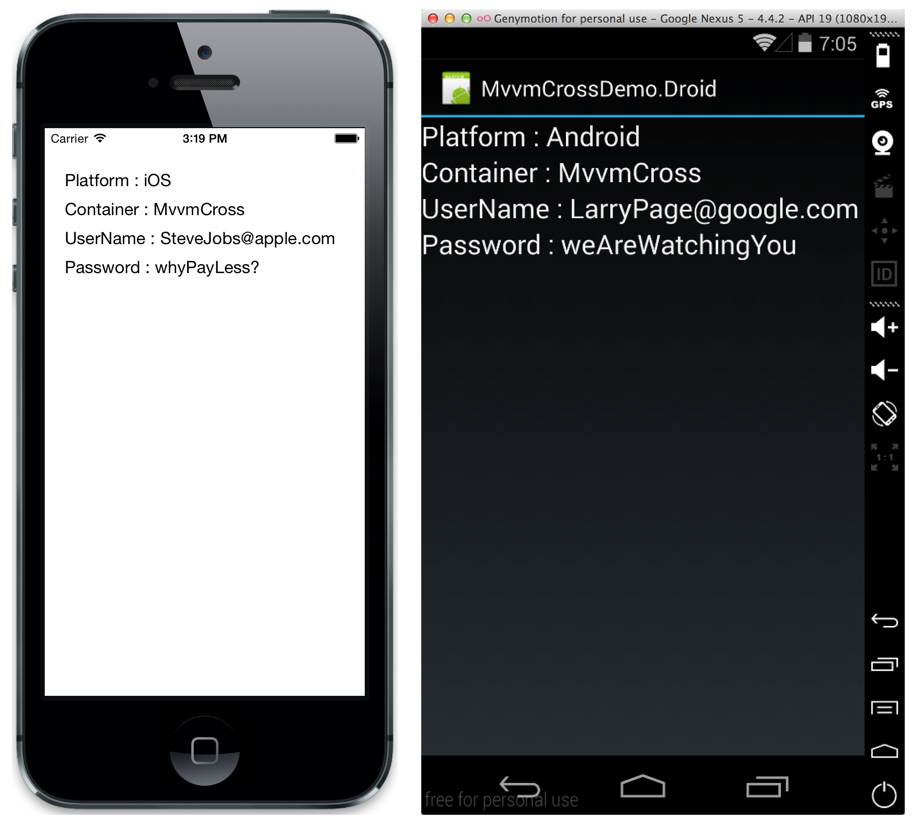 Carrier 3:19 PM
Platform : iOS
Container : MvvmCross
UserName : SteveJobs@apple.com
Password : whyPayLess?
Genymotion for personal use - Google Nexus 5 - 4.4.2 - API 19 (1080x19...
7:05
MvvmCrossDemo.Droid
Platform : Android
Container : MvvmCross
UserName : LarryPage@google.com
Password : weAreWatchingYou
GPS
ID
1:1
free for personal use